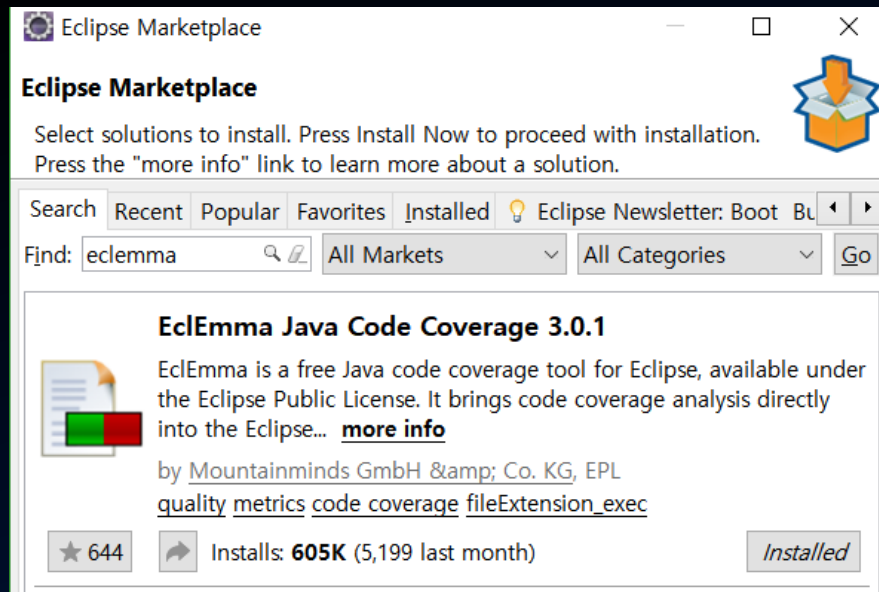 Eclipse Marketplace
Eclipse Marketplace
Select solutions to install. Press Install Now to proceed with installation.
Press the "more info" link to learn more about a solution.
Search Recent Popular Favorites Installed Eclipse Newsletter: Boot
Find: eclemma All Markets All Categories Go
EclEmma Java Code Coverage 3.0.1
EclEmma is a free Java code coverage tool for Eclipse, available under
the Eclipse Public License. It brings code coverage analysis directly
into the Eclipse... more info
by Mountainminds GmbH &amp; Co. KG, EPL
quality metrics code coverage fileExtension_exec
644 Installs: 605K (5,199 last month) Installed